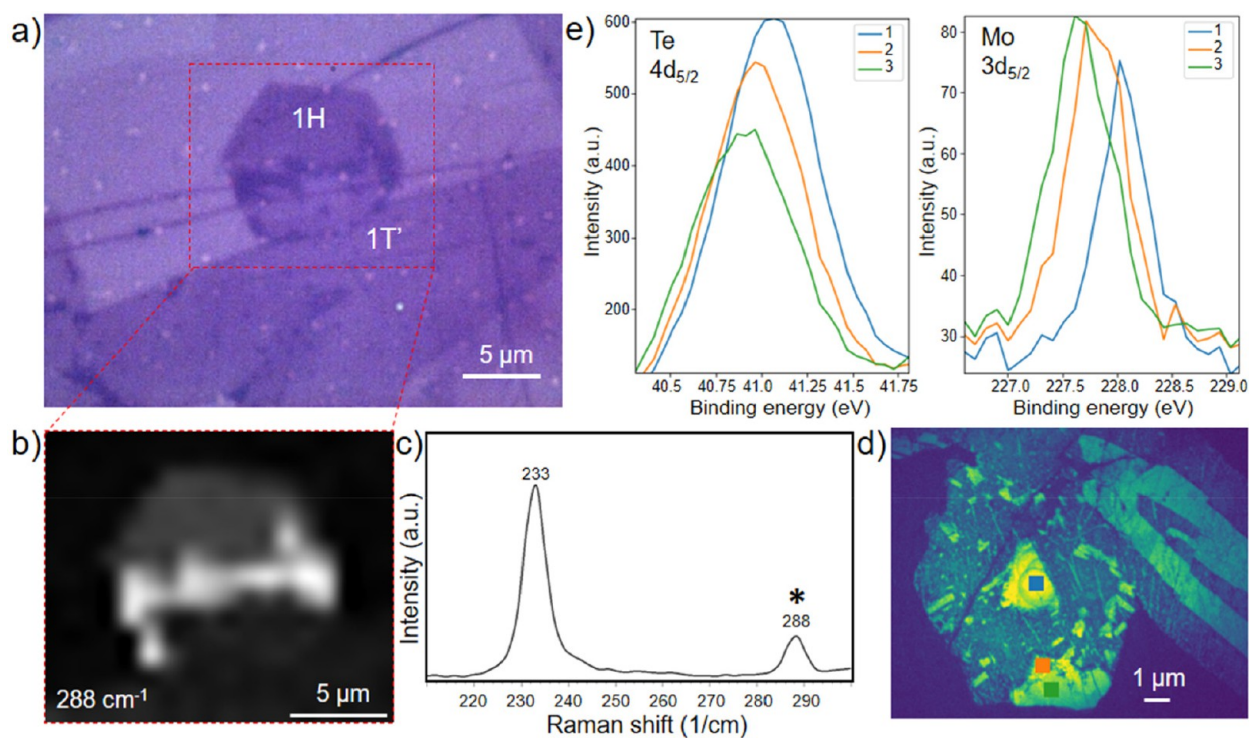 a)
1H
1T'
5 μm
e)
Te
4d5/2
1
2
3
600
500
400
300
200
Intensity (a.u.)
40.5
40.75
41.0
41.25
41.5
41.75
Binding energy (eV)
Mo
3d5/2
1
2
3
80
70
60
50
40
30
Intensity (a.u.)
227.0
227.5
228.0
228.5
229.0
Binding energy (eV)
b)
288 cm-1
5 μm
c)
233
*
288
Intensity (a.u.)
220
230
240
250
260
270
280
290
Raman shift (1/cm)
d)
1 μm